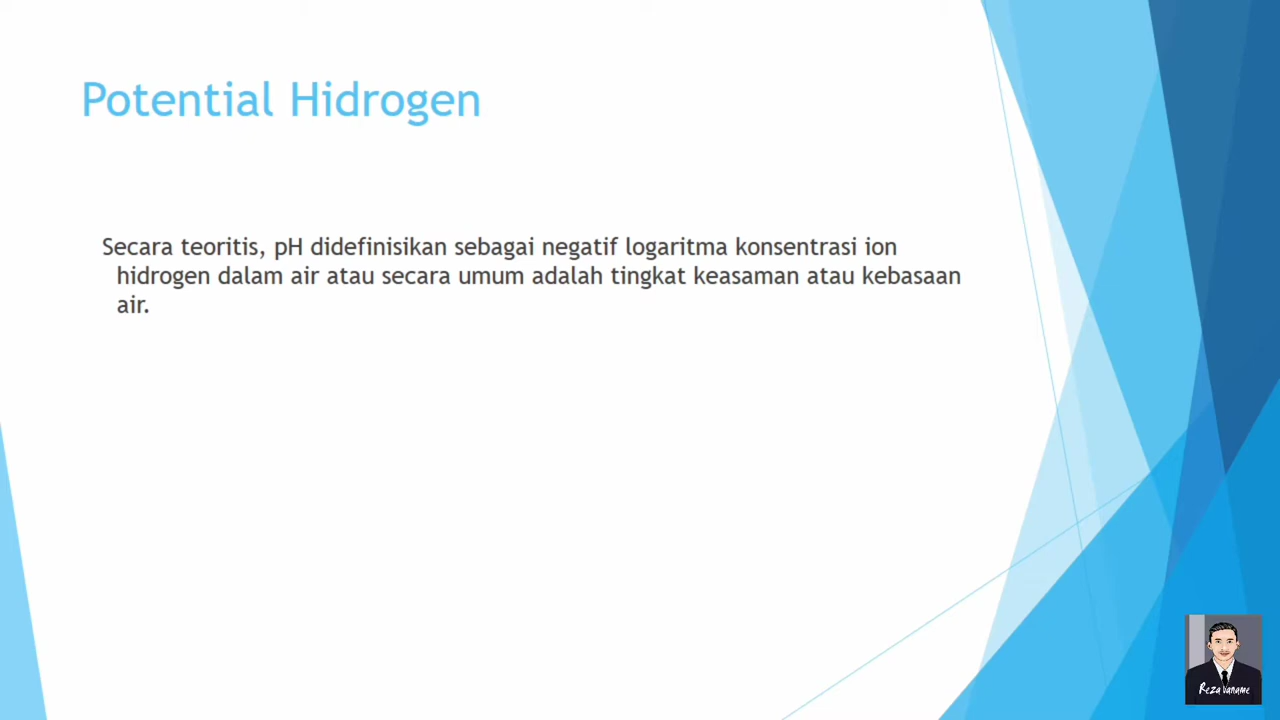 Potential Hidrogen
Secara teoritis, pH didefinisikan sebagai negatif logaritma konsentrasi ion
hidrogen dalam air atau secara umum adalah tingkat keasaman atau kebasaan
air.
Reza vaname